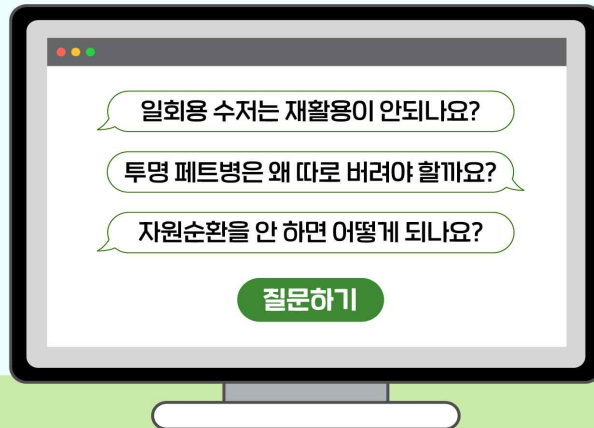 일회용 수저는 재활용이 안되나요?
투명 페트병은 왜 따로 버려야 할까요?
자원순환을 안 하면 어떻게 되나요?
질문하기